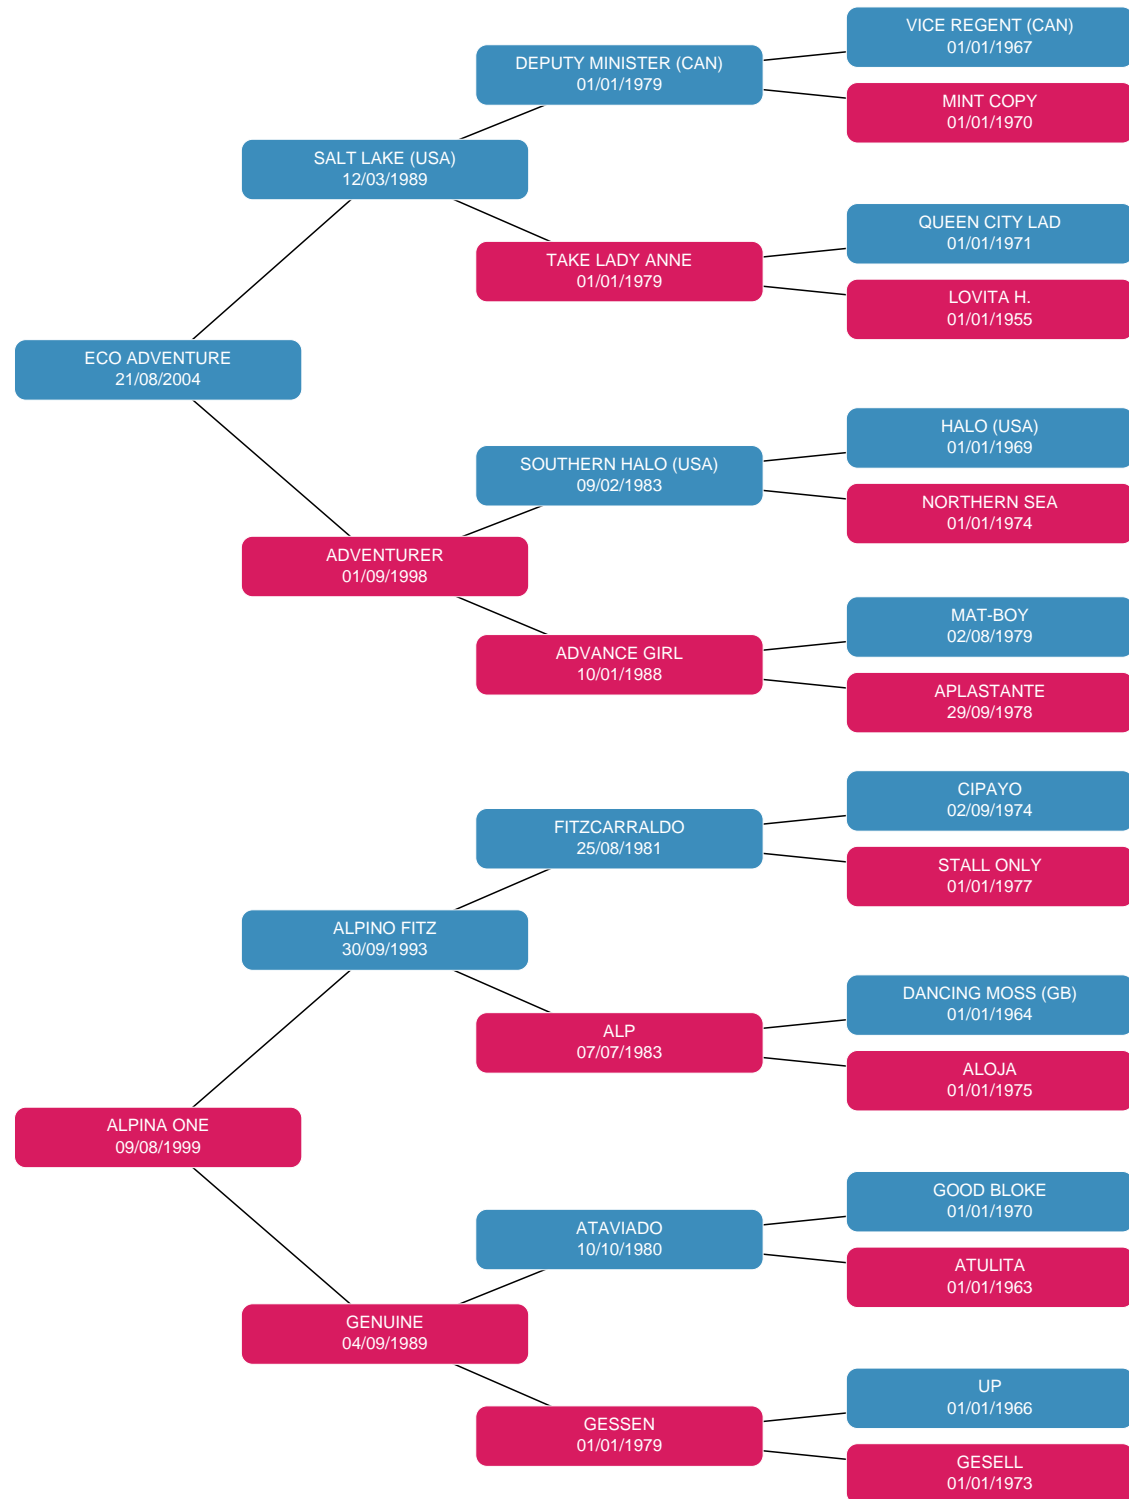 VICE REGENT (CAN)
01/01/1967
DEPUTY MINISTER (CAN)
01/01/1979
MINT COPY
01/01/1970
SALT LAKE (USA)
12/03/1989
QUEEN CITY LAD
01/01/1971
TAKE LADY ANNE
01/01/1979
LOVITA H.
01/01/1955
ECO ADVENTURE
21/08/2004
HALO (USA)
01/01/1969
SOUTHERN HALO (USA)
09/02/1983
NORTHERN SEA
01/01/1974
ADVENTURER
01/09/1998
MAT-BOY
02/08/1979
ADVANCE GIRL
10/01/1988
APLASTANTE
29/09/1978
CIPAYO
02/09/1974
FITZCARRALDO
25/08/1981
STALL ONLY
01/01/1977
ALPINO FITZ
30/09/1993
DANCING MOSS (GB)
01/01/1964
ALP
07/07/1983
ALOJA
01/01/1975
ALPINA ONE
09/08/1999
GOOD BLOKE
01/01/1970
ATAVIADO
10/10/1980
ATULITA
01/01/1963
GENUINE
04/09/1989
UP
01/01/1966
GESSEN
01/01/1979
GESELL
01/01/1973